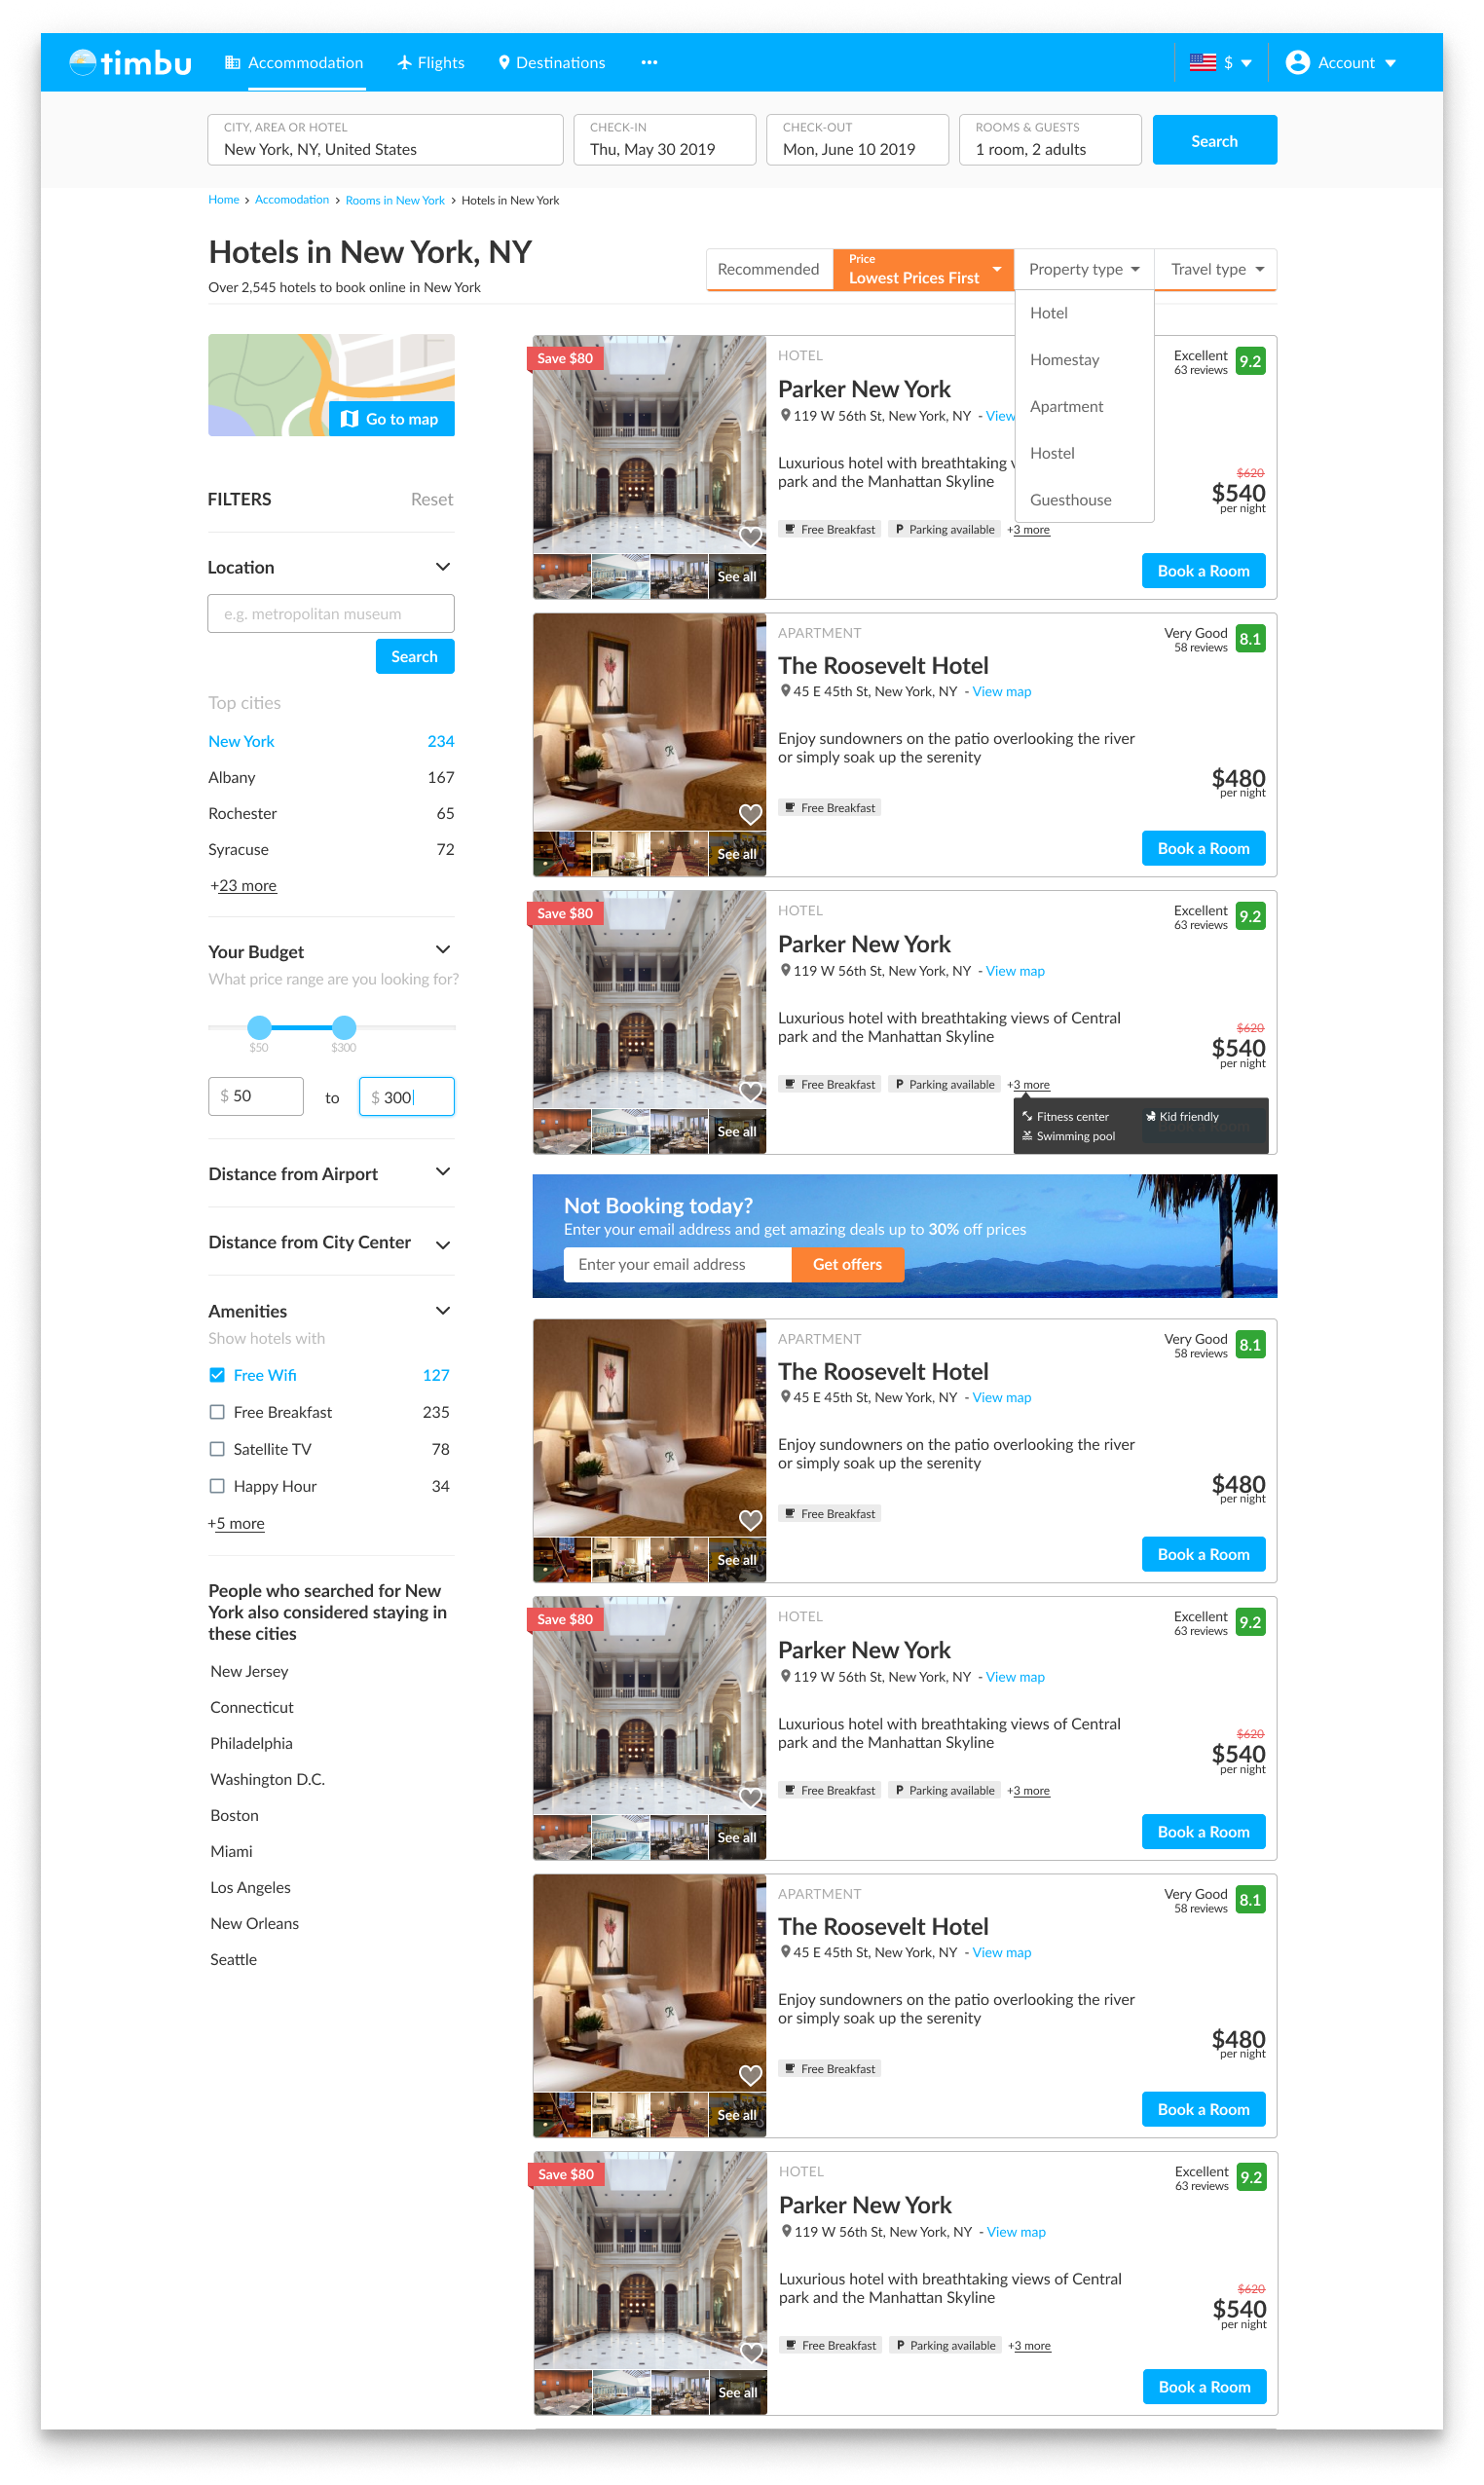 timbu
Accommodation
Flights
Destinations
$
Account
CITY, AREA OR HOTEL
New York, NY, United States
CHECK-IN
Thu, May 30 2019
CHECK-OUT
Mon, June 10 2019
ROOMS & GUESTS
1 room, 2 adults
Search
Home > Accomodation > Rooms in New York > Hotels in New York
Hotels in New York, NY
Over 2,545 hotels to book online in New York
Recommended
Price
Lowest Prices First
Property type
Travel type
Hotel
Homestay
Apartment
Hostel
Guesthouse
Go to map
FILTERS
Reset
Location
e.g. metropolitan museum
Search
Top cities
New York 234
Albany 167
Rochester 65
Syracuse 72
+23 more
Your Budget
What price range are you looking for?
$50 $300
$ 50 to $ 300
Distance from Airport
Distance from City Center
Amenities
Show hotels with
Free Wifi 127
Free Breakfast 235
Satellite TV 78
Happy Hour 34
+5 more
People who searched for New
York also considered staying in
these cities
New Jersey
Connecticut
Philadelphia
Washington D.C.
Boston
Miami
Los Angeles
New Orleans
Seattle
Save $80
See all
HOTEL
Parker New York
119 W 56th St, New York, NY - View
Luxurious hotel with breathtaking
park and the Manhattan Skyline
Free Breakfast P Parking available +3 more
Excellent
63 reviews
9.2
$620
$540
per night
Book a Room
See all
APARTMENT
The Roosevelt Hotel
45 E 45th St, New York, NY - View map
Enjoy sundowners on the patio overlooking the river
or simply soak up the serenity
Free Breakfast
Very Good
58 reviews
8.1
$480
per night
Book a Room
Save $80
See all
HOTEL
Parker New York
119 W 56th St, New York, NY - View map
Luxurious hotel with breathtaking views of Central
park and the Manhattan Skyline
Free Breakfast P Parking available +3 more
Fitness center Kid friendly
Swimming pool
Excellent
63 reviews
9.2
$620
$540
per night
Not Booking today?
Enter your email address and get amazing deals up to 30% off prices
Enter your email address
Get offers
See all
APARTMENT
The Roosevelt Hotel
45 E 45th St, New York, NY - View map
Enjoy sundowners on the patio overlooking the river
or simply soak up the serenity
Free Breakfast
Very Good
58 reviews
8.1
$480
per night
Book a Room
Save $80
See all
HOTEL
Parker New York
119 W 56th St, New York, NY - View map
Luxurious hotel with breathtaking views of Central
park and the Manhattan Skyline
Free Breakfast P Parking available +3 more
Excellent
63 reviews
9.2
$620
$540
per night
Book a Room
See all
APARTMENT
The Roosevelt Hotel
45 E 45th St, New York, NY - View map
Enjoy sundowners on the patio overlooking the river
or simply soak up the serenity
Free Breakfast
Very Good
58 reviews
8.1
$480
per night
Book a Room
Save $80
See all
HOTEL
Parker New York
119 W 56th St, New York, NY - View map
Luxurious hotel with breathtaking views of Central
park and the Manhattan Skyline
Free Breakfast P Parking available +3 more
Excellent
63 reviews
9.2
$620
$540
per night
Book a Room